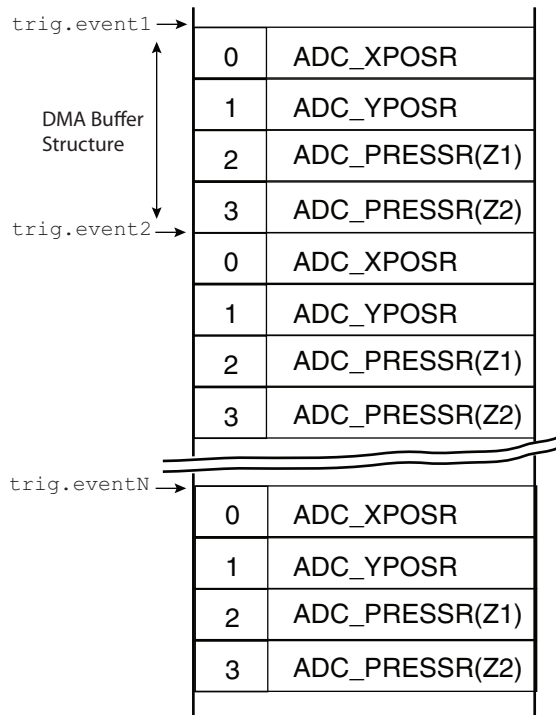 trig.event1
0 ADC_XPOSR
1 ADC_YPOSR
DMA Buffer
Structure
2 ADC_PRESSR(Z1)
3 ADC_PRESSR(Z2)
trig.event2
0 ADC_XPOSR
1 ADC_YPOSR
2 ADC_PRESSR(Z1)
3 ADC_PRESSR(Z2)
trig.eventN
0 ADC_XPOSR
1 ADC_YPOSR
2 ADC_PRESSR(Z1)
3 ADC_PRESSR(Z2)